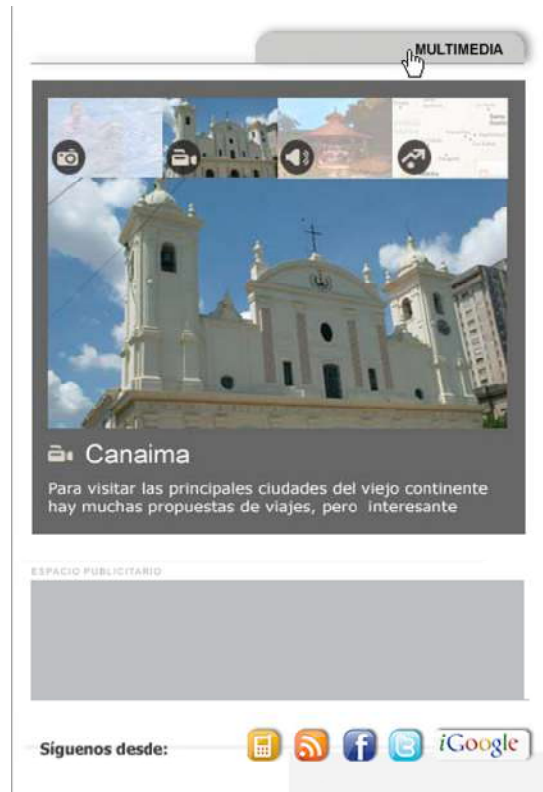 MULTIMEDIA
Canaima
Para visitar las principales ciudades del viejo continente
hay muchas propuestas de viajes, pero interesante
ESPACIO PUBLICITARIO
Síguenos desde:
iGoogle